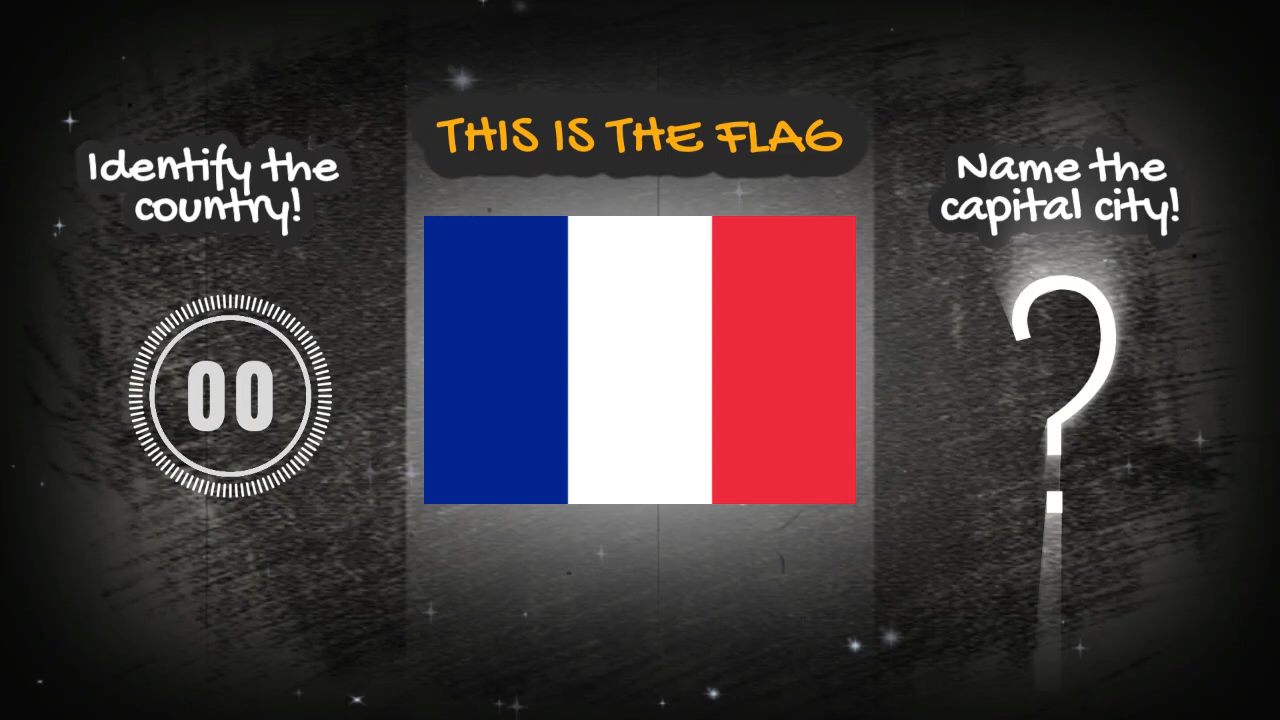 THIS IS THE FLAG
Identify the
country!
00
Name the
capital city!
?